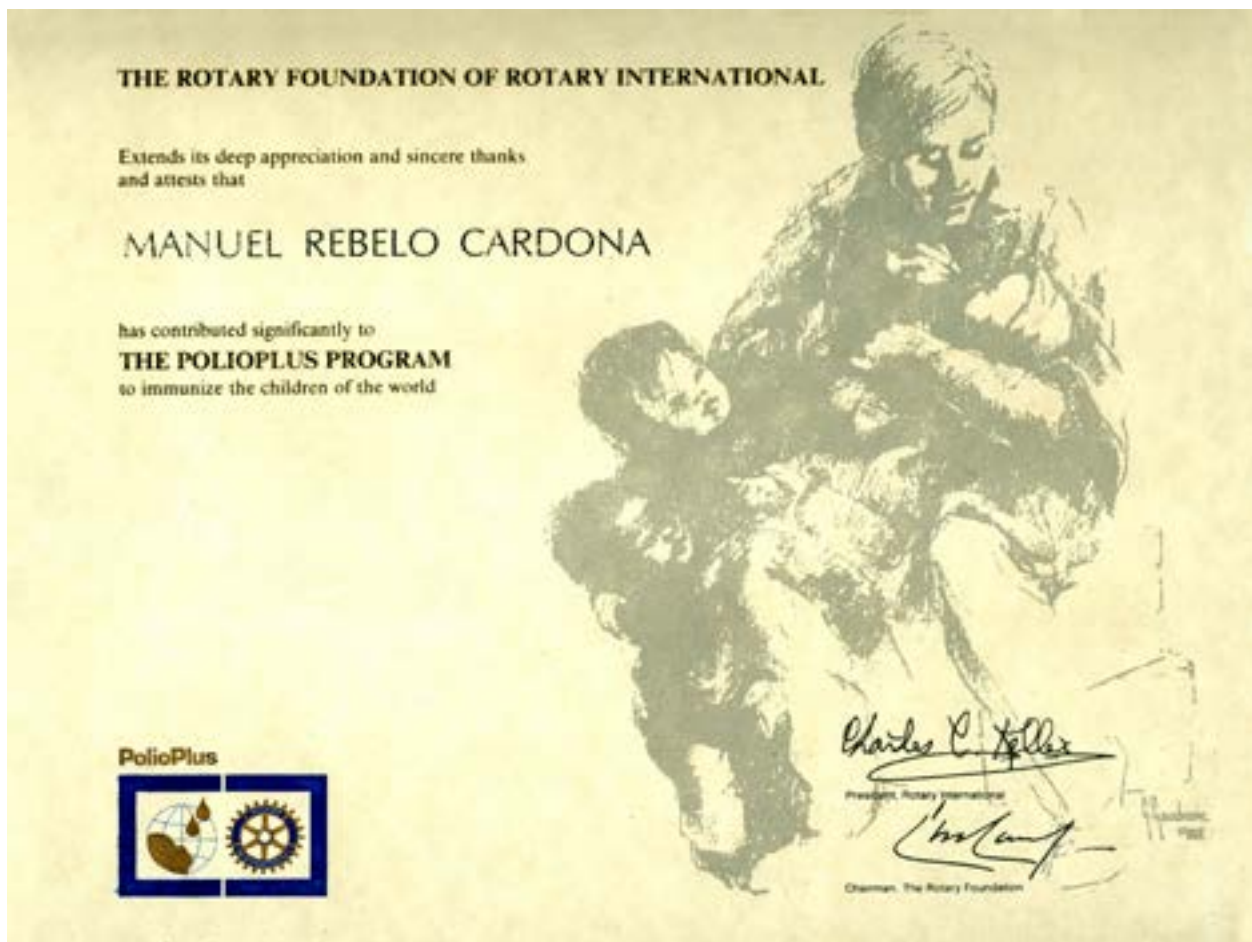 THE ROTARY FOUNDATION OF ROTARY INTERNATIONAL
Extends its deep appreciation and sincere thanks
and attests that
MANUEL REBELO CARDONA
has contributed significantly to
THE POLIOPLUS PROGRAM
to immunize the children of the world
PolioPlus
Charles C. Keller
President, Rotary International
Chairman, The Rotary Foundation